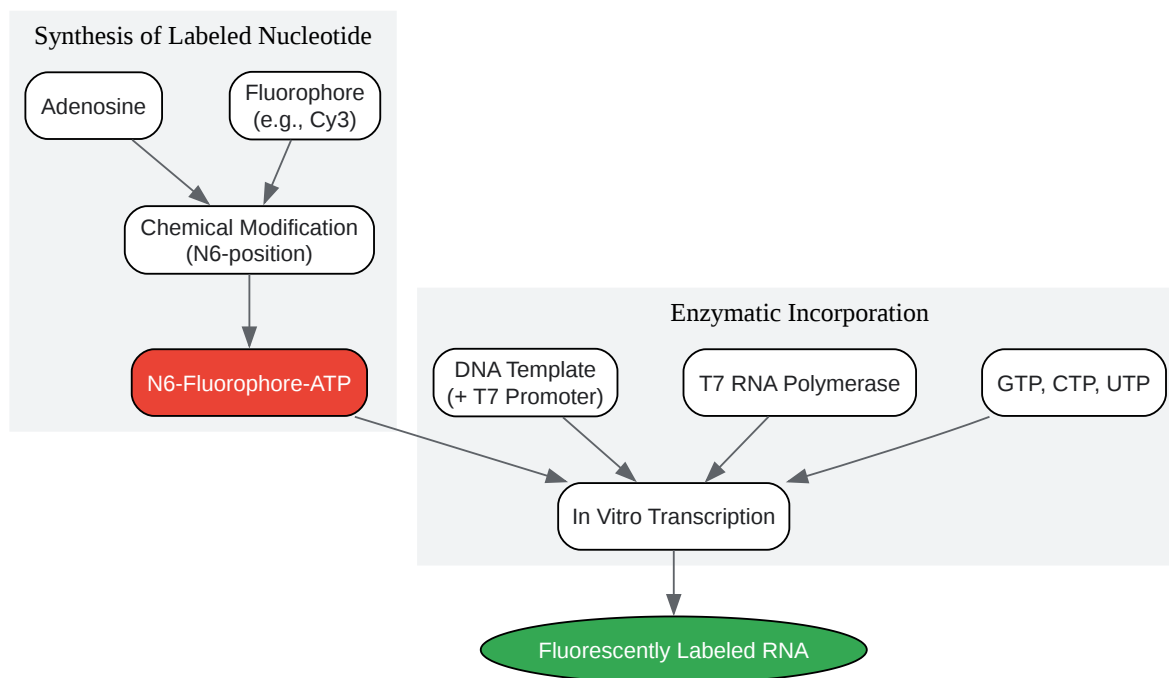 Synthesis of Labeled Nucleotide
Adenosine
Fluorophore
(e.g., Cy3)
Chemical Modification
(N6-position)
N6-Fluorophore-ATP
Enzymatic Incorporation
DNA Template
(+ T7 Promoter)
T7 RNA Polymerase
GTP, CTP, UTP
In Vitro Transcription
Fluorescently Labeled RNA